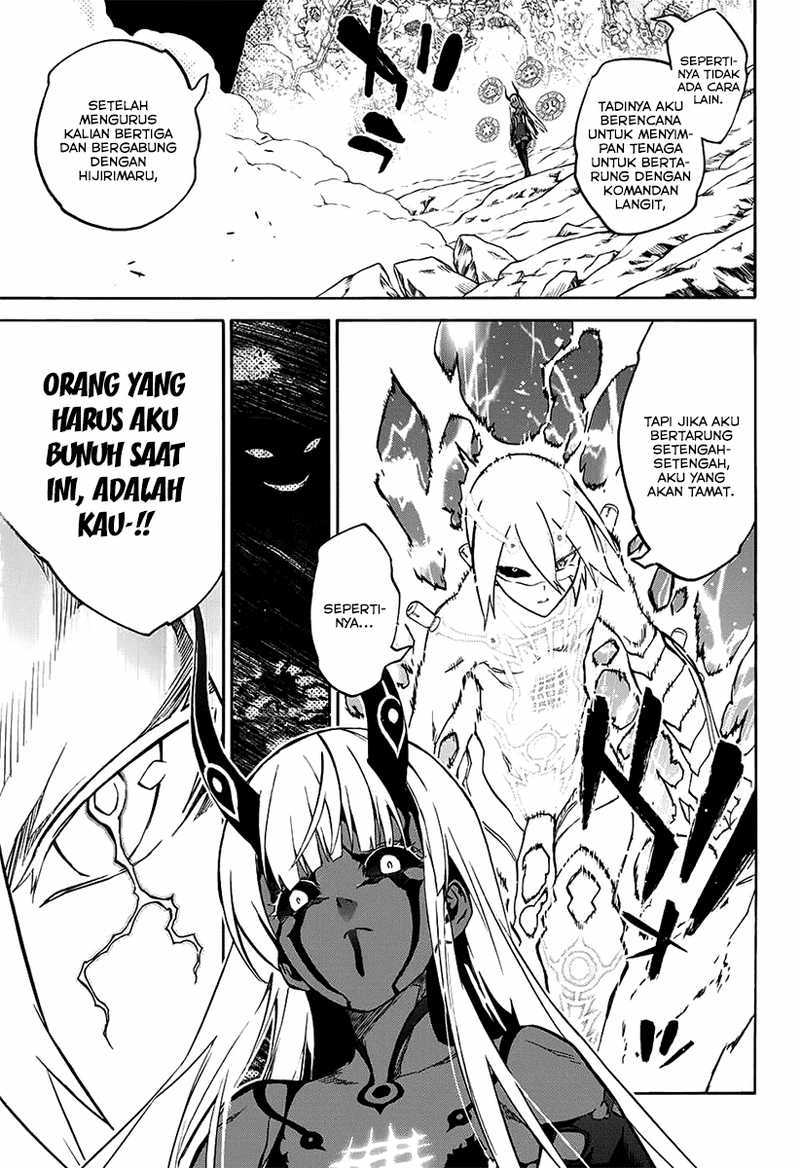 SEPERTI-
NYA TIDAK
ADA CARA
LAIN.
TADINYA AKU
BERENCANA
UNTUK MENYIM-
PAN TENAGA
UNTUK BERTA-
RUNG DENGAN
KOMANDAN
LANGIT,
SETELAH
MENGURUS
KALIAN BERTIGA
DAN BERGABUNG
DENGAN
HIJIRIMARU,
TAPI JIKA AKU
BERTARUNG
SETENGAH-
SETENGAH,
AKU YANG
AKAN TAMAT.
SEPERTI-
NYA...
ORANG YANG
HARUS AKU
BUNUH SAAT
INI, ADALAH
KAU-!!